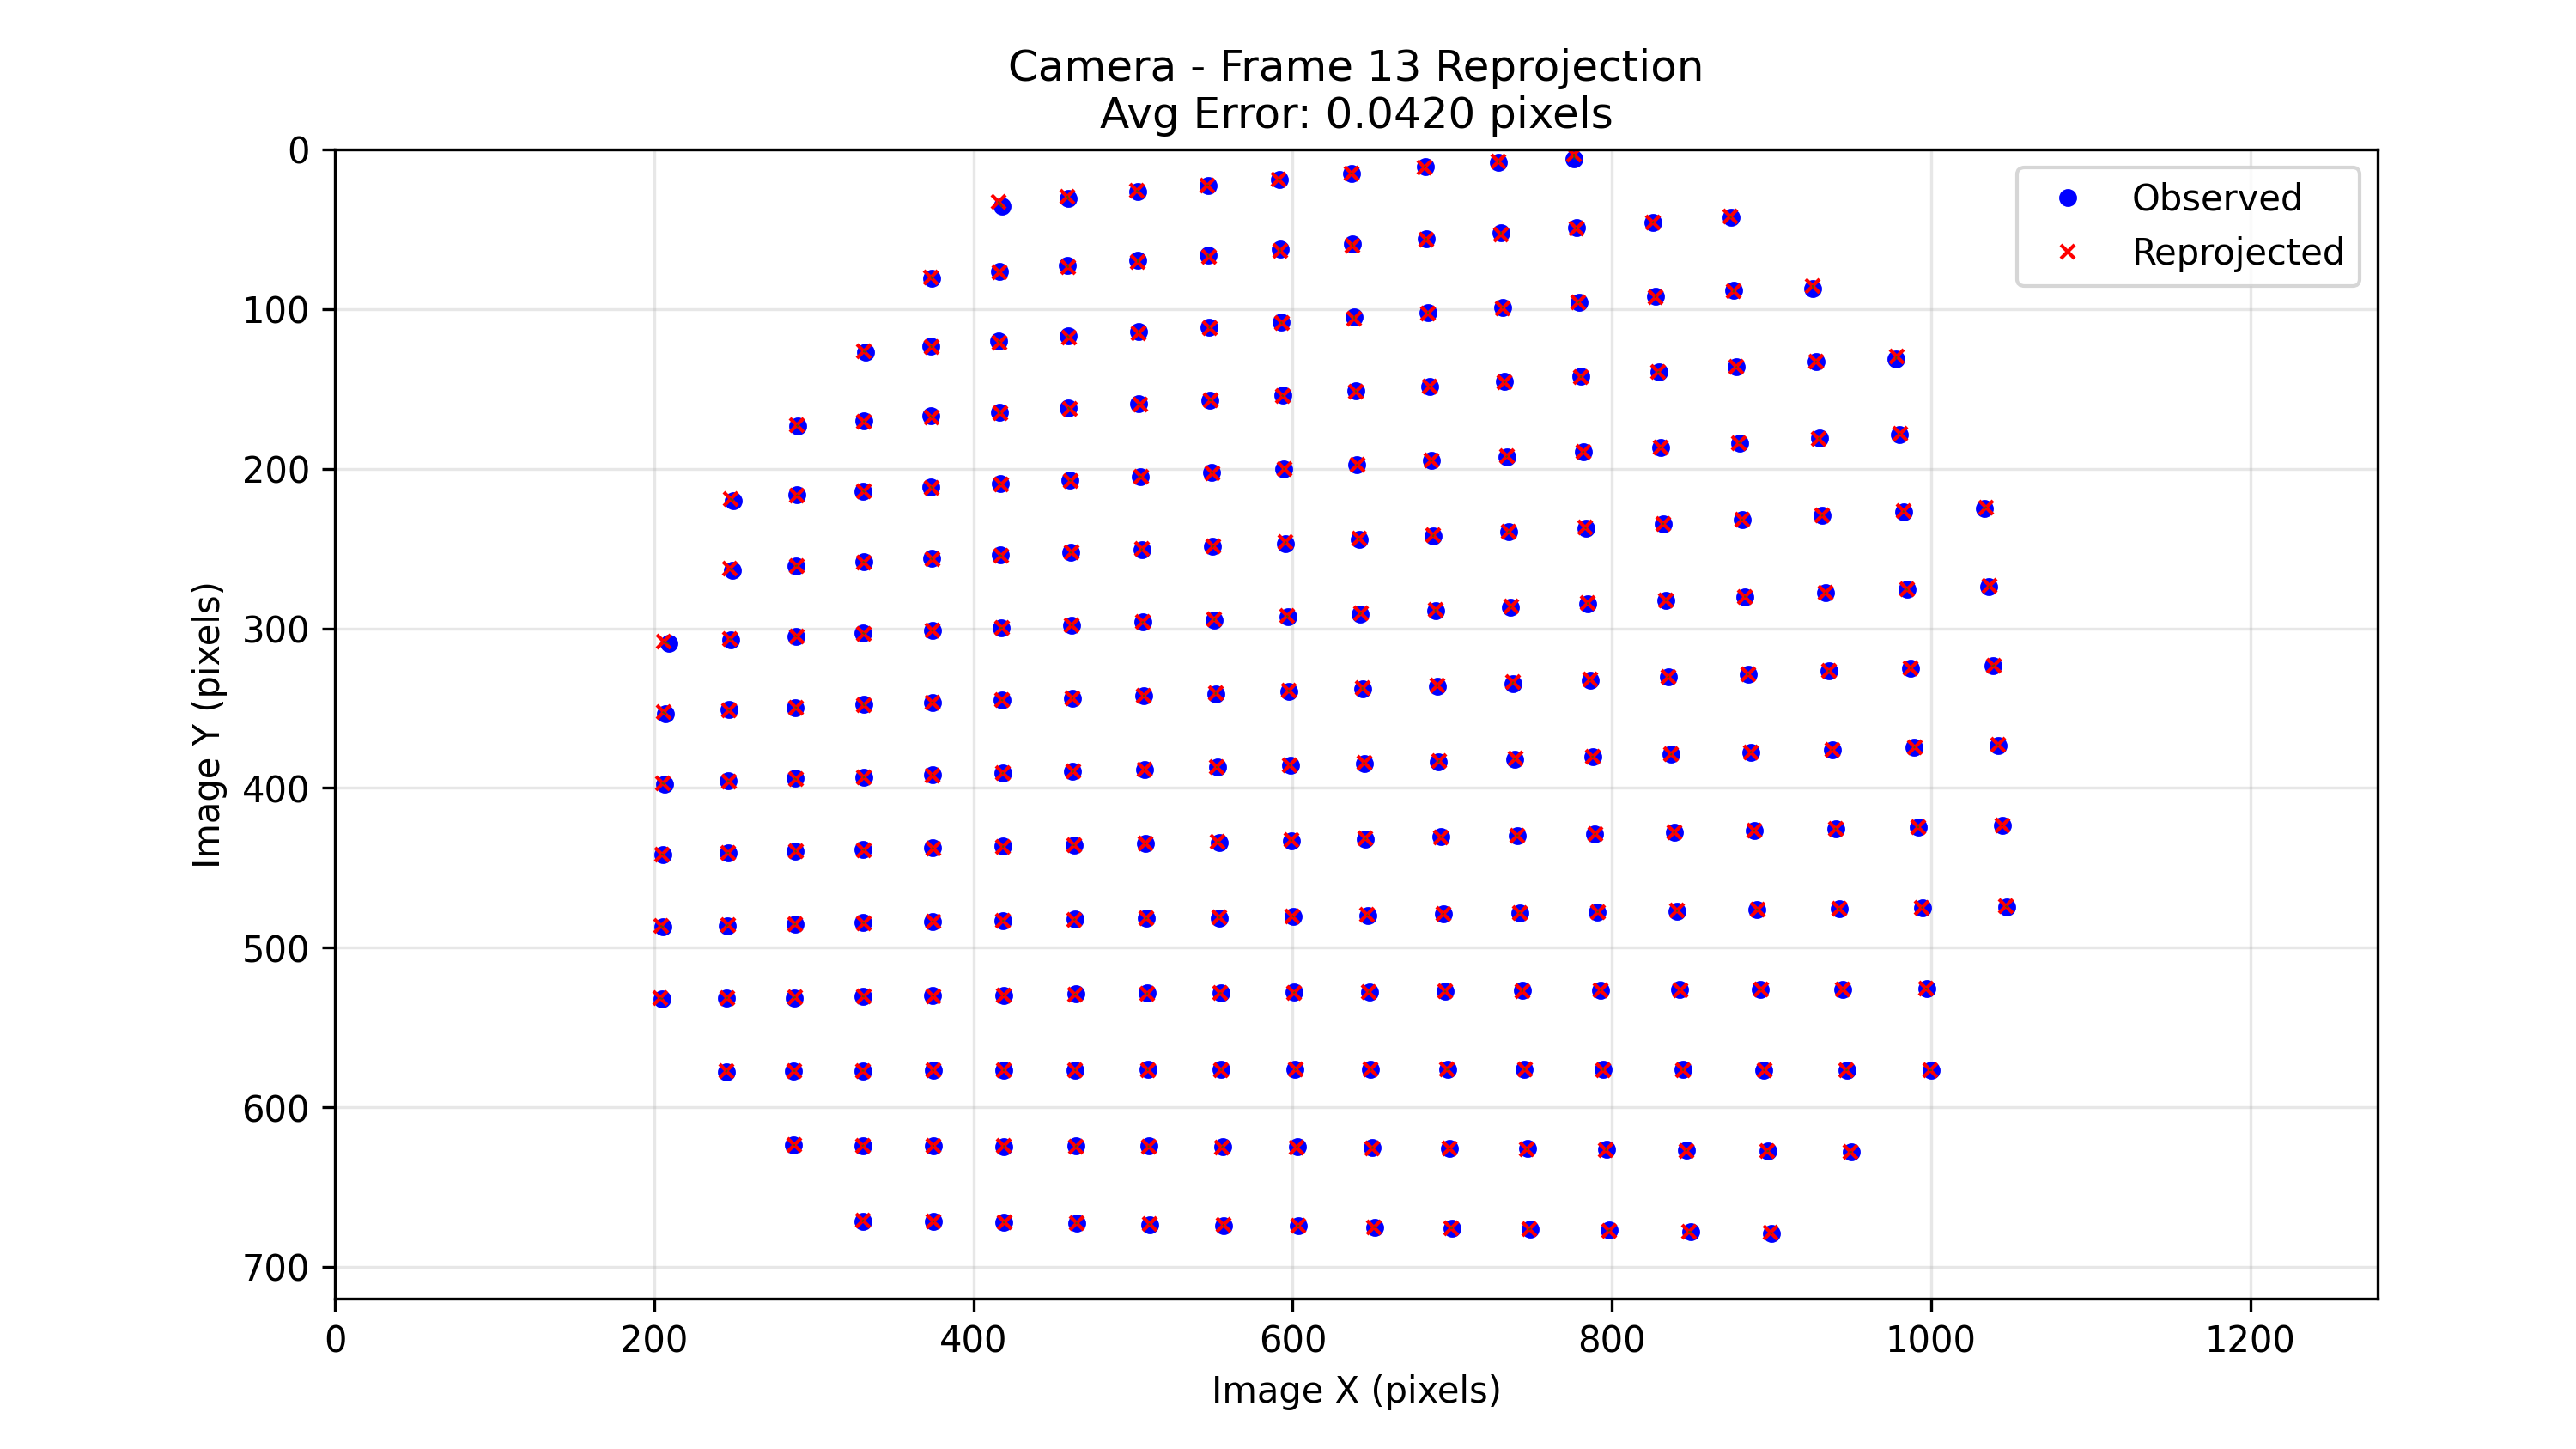 Camera - Frame 13 Reprojection
Avg Error: 0.0420 pixels
Observed
Reprojected
0
100
200
300
400
500
600
700
Image Y (pixels)
0 200 400 600 800 1000 1200
Image X (pixels)